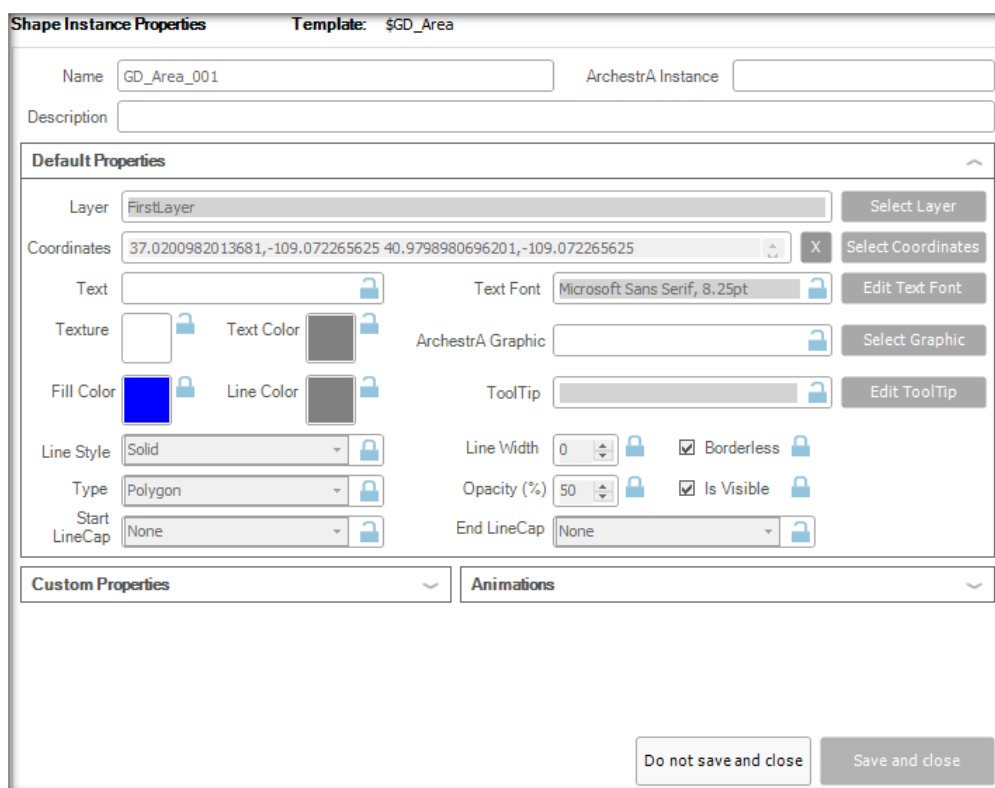 Shape Instance Properties Template: $GD_Area
Name GD_Area_001 ArchestrA Instance
Description
Default Properties
Layer FirstLayer Select Layer
Coordinates 37.0200982013681,-109.072265625 40.9798980696201,-109.072265625 X Select Coordinates
Text Text Font Microsoft Sans Serif, 8.25pt Edit Text Font
Texture Text Color ArchestrA Graphic Select Graphic
Fill Color Line Color ToolTip Edit ToolTip
Line Style Solid Line Width 0 Borderless
Type Polygon Opacity (%) 50 Is Visible
Start LineCap None End LineCap None
Custom Properties Animations
Do not save and close Save and close